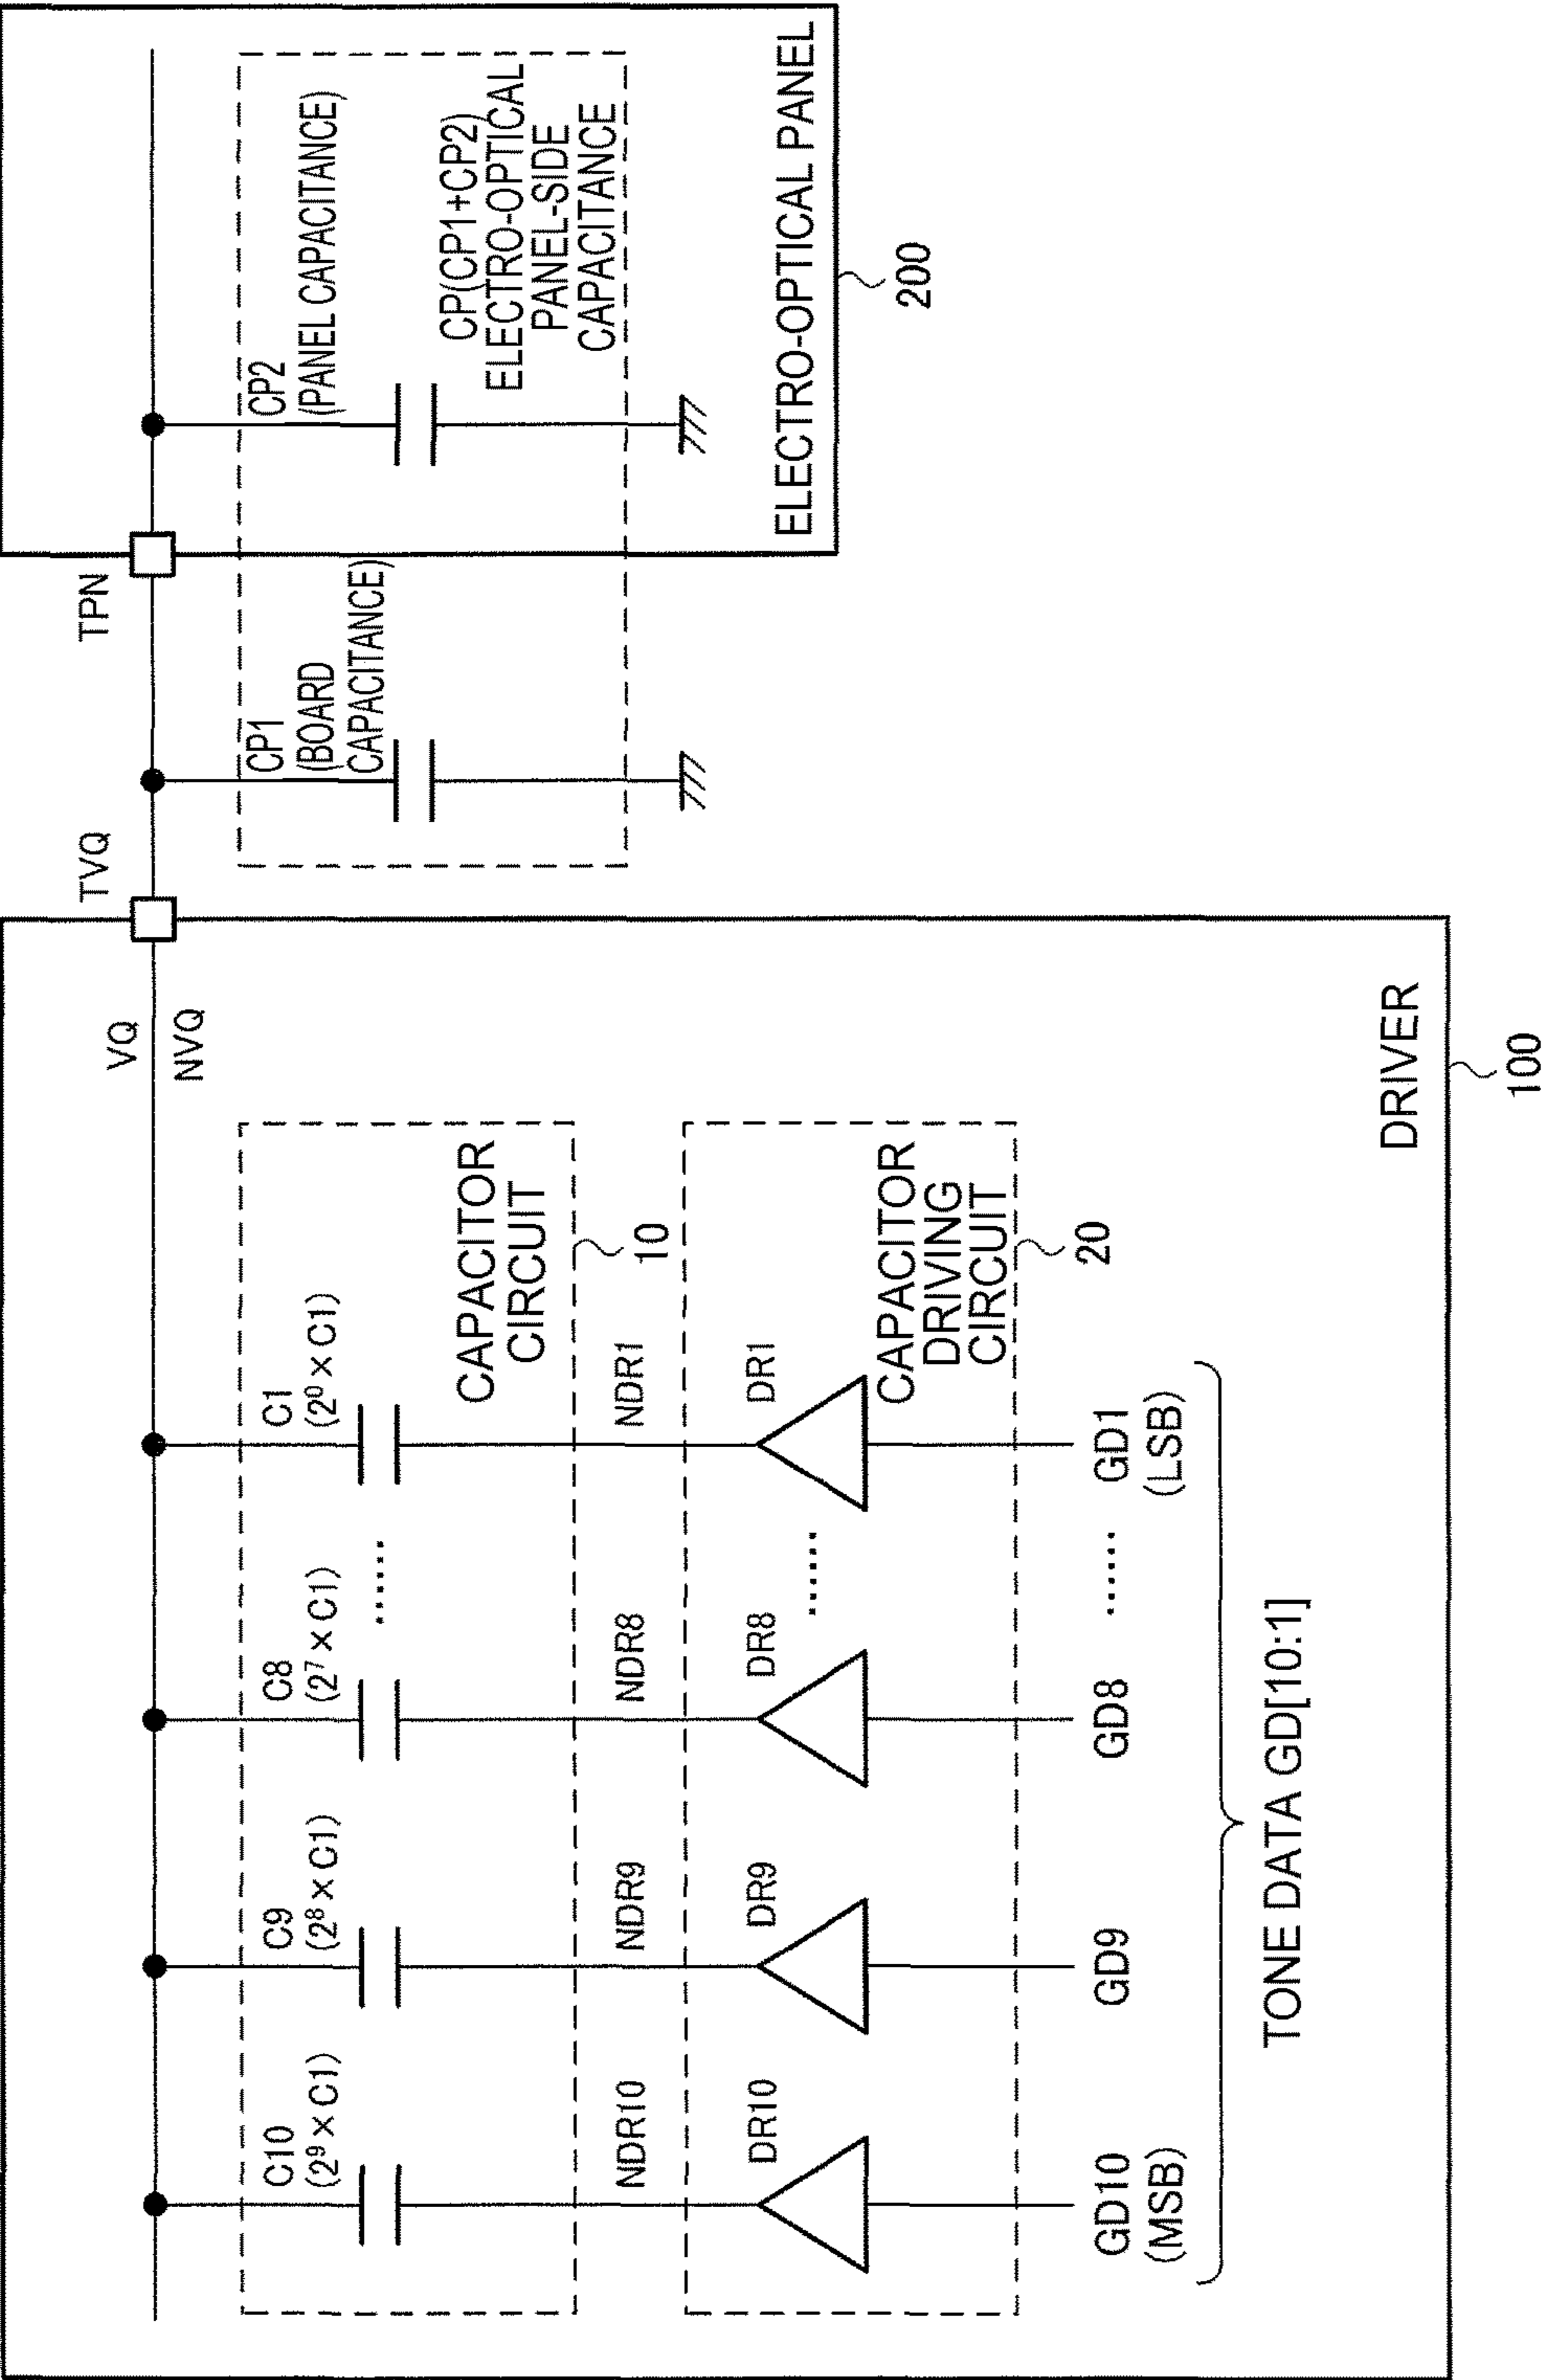 VQ
NVQ
TVQ
TPN
C10
(2⁹×C1)
C9
(2⁸×C1)
C8
(2⁷×C1)
......
C1
(2⁰×C1)
CAPACITOR
CIRCUIT
10
NDR10
NDR9
NDR8
NDR1
DR10
DR9
DR8
......
DR1
CAPACITOR
DRIVING
CIRCUIT
20
GD10
(MSB)
GD9
GD8
......
GD1
(LSB)
TONE DATA GD[10:1]
DRIVER
100
CP1
(BOARD
CAPACITANCE)
CP2
(PANEL CAPACITANCE)
CP(CP1+CP2)
ELECTRO-OPTICAL
PANEL-SIDE
CAPACITANCE
ELECTRO-OPTICAL PANEL
200